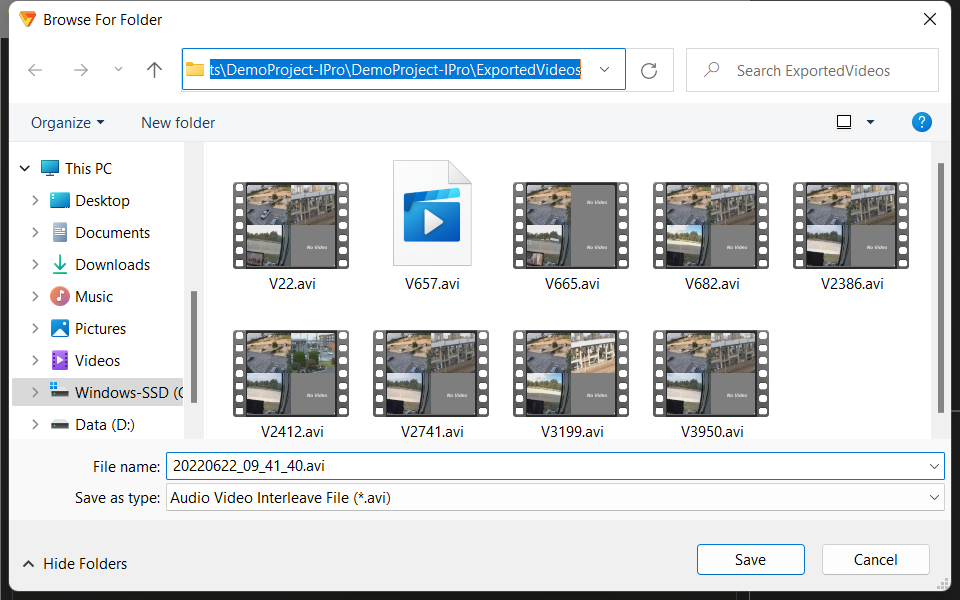 Browse For Folder
ts\DemoProject-IPro\DemoProject-IPro\ExportedVideos
Search ExportedVideos
Organize
New folder
?
This PC
Desktop
Documents
Downloads
Music
Pictures
Videos
Windows-SSD (C
Data (D:)
No Video
No Video
No Video
No Video
No Video
V22.avi
V657.avi
V665.avi
V682.avi
V2386.avi
No Video
No Video
No Video
No Video
V2412.avi
V2741.avi
V3199.avi
V3950.avi
File name: 20220622_09_41_40.avi
Save as type: Audio Video Interleave File (*.avi)
Hide Folders
Save
Cancel